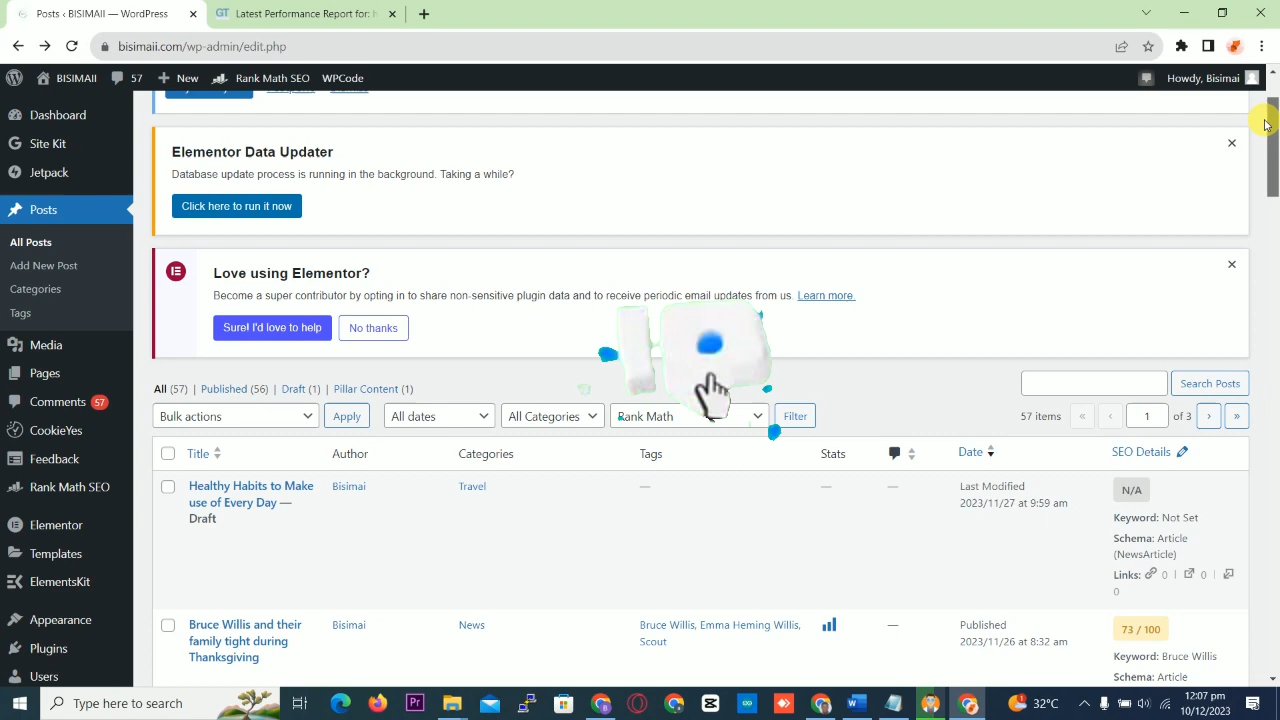 Posts ‹ BISIMAII — WordPress
GT Latest Performance Report for: h
bisimaii.com/wp-admin/edit.php
BISIMAII 57 New Rank Math SEO WPCode Howdy, Bisimai
Dashboard
Site Kit
Jetpack
Posts
All Posts
Add New Post
Categories
Tags
Media
Pages
Comments 57
CookieYes
Feedback
Rank Math SEO
Elementor
Templates
ElementsKit
Appearance
Plugins
Users
Elementor Data Updater
Database update process is running in the background. Taking a while?
Click here to run it now
Love using Elementor?
Become a super contributor by opting in to share non-sensitive plugin data and to receive periodic email updates from us. Learn more.
Sure! I'd love to help No thanks
All (57) | Published (56) | Draft (1) | Pillar Content (1)
Search Posts
Bulk actions Apply All dates All Categories Rank Math Filter 57 items « ‹ 1 of 3 › »
Title Author Categories Tags Stats Date SEO Details
Healthy Habits to Make
use of Every Day —
Draft
Bisimai
Travel
—
—
—
Last Modified
2023/11/27 at 9:59 am
N/A
Keyword: Not Set
Schema: Article
(NewsArticle)
Links: 0 | 0 |
0
Bruce Willis and their
family tight during
Thanksgiving
Bisimai
News
Bruce Willis, Emma Heming Willis,
Scout
—
Published
2023/11/26 at 8:32 am
73 / 100
Keyword: Bruce Willis
Schema: Article
Type here to search
Pr
32°C
12:07 pm
10/12/2023